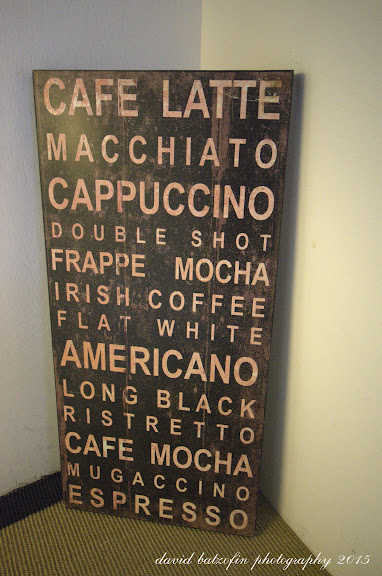 CAFE LATTE
MACCHIATO
CAPPUCCINO
DOUBLE SHOT
FRAPPE MOCHA
IRISH COFFEE
FLAT WHITE
AMERICANO
LONG BLACK
RISTRETTO
CAFE MOCHA
MUGACCINO
ESPRESSO
david batzofin photography 2015